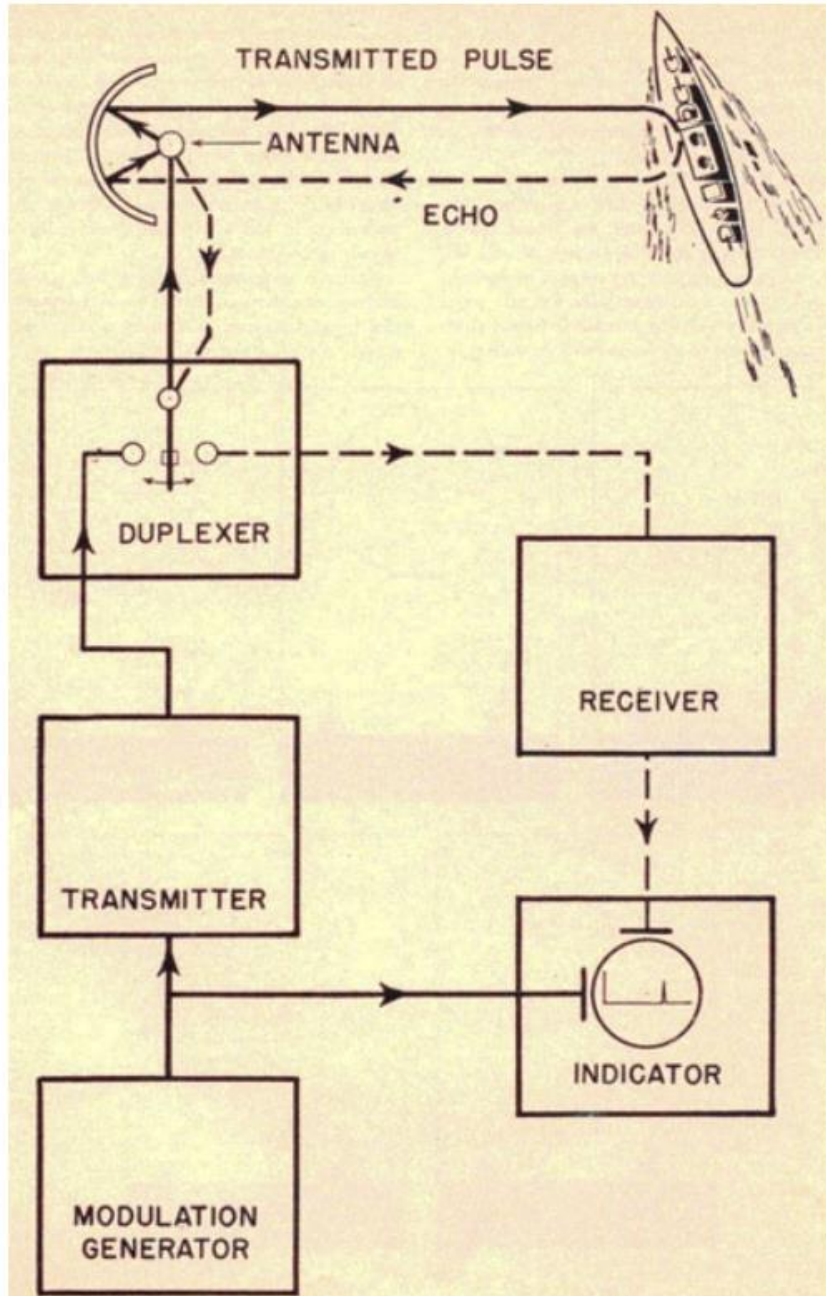 TRANSMITTED PULSE
ANTENNA
ECHO
DUPLEXER
RECEIVER
TRANSMITTER
INDICATOR
MODULATION
GENERATOR